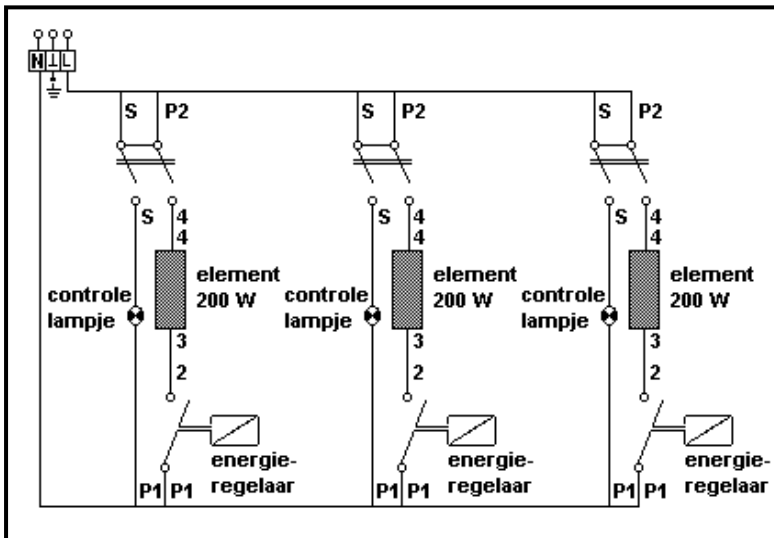 N ⊥ L
S P2 S P2 S P2
S 4 S 4 S 4
4 4 4
controle lampje element 200 W controle lampje element 200 W controle lampje element 200 W
3 3 3
2 2 2
energie- energie- energie-
P1 P1 regelaar P1 P1 regelaar P1 P1 regelaar